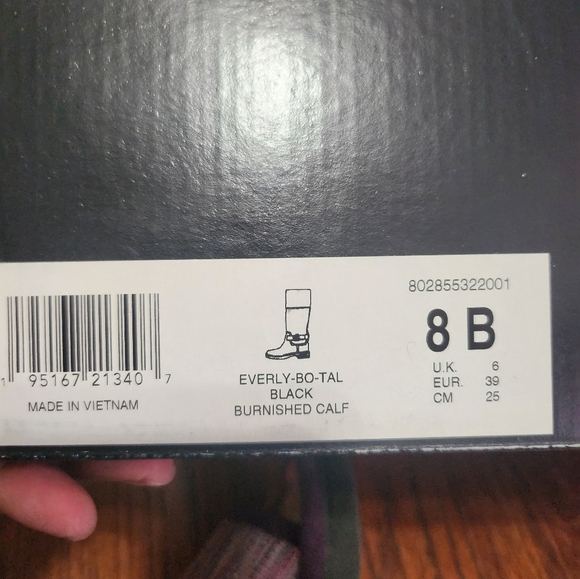 1 95167 21340 7
MADE IN VIETNAM
EVERLY-BO-TAL
BLACK
BURNISHED CALF
802855322001
8 B
U.K. 6
EUR. 39
CM 25